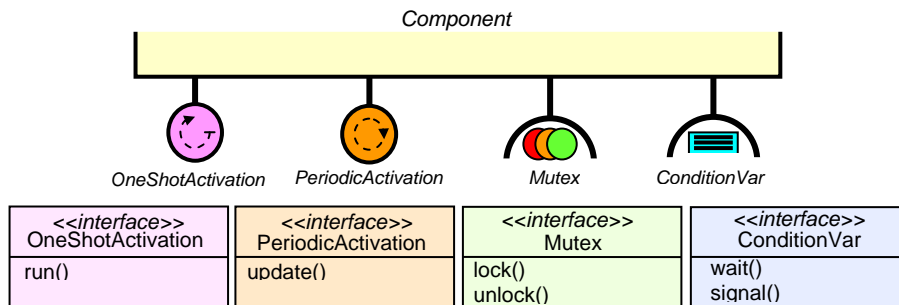 Component
OneShotActivation
PeriodicActivation
Mutex
ConditionVar
<<interface>>
OneShotActivation
run()
<<interface>>
PeriodicActivation
update()
<<interface>>
Mutex
lock()
unlock()
<<interface>>
ConditionVar
wait()
signal()